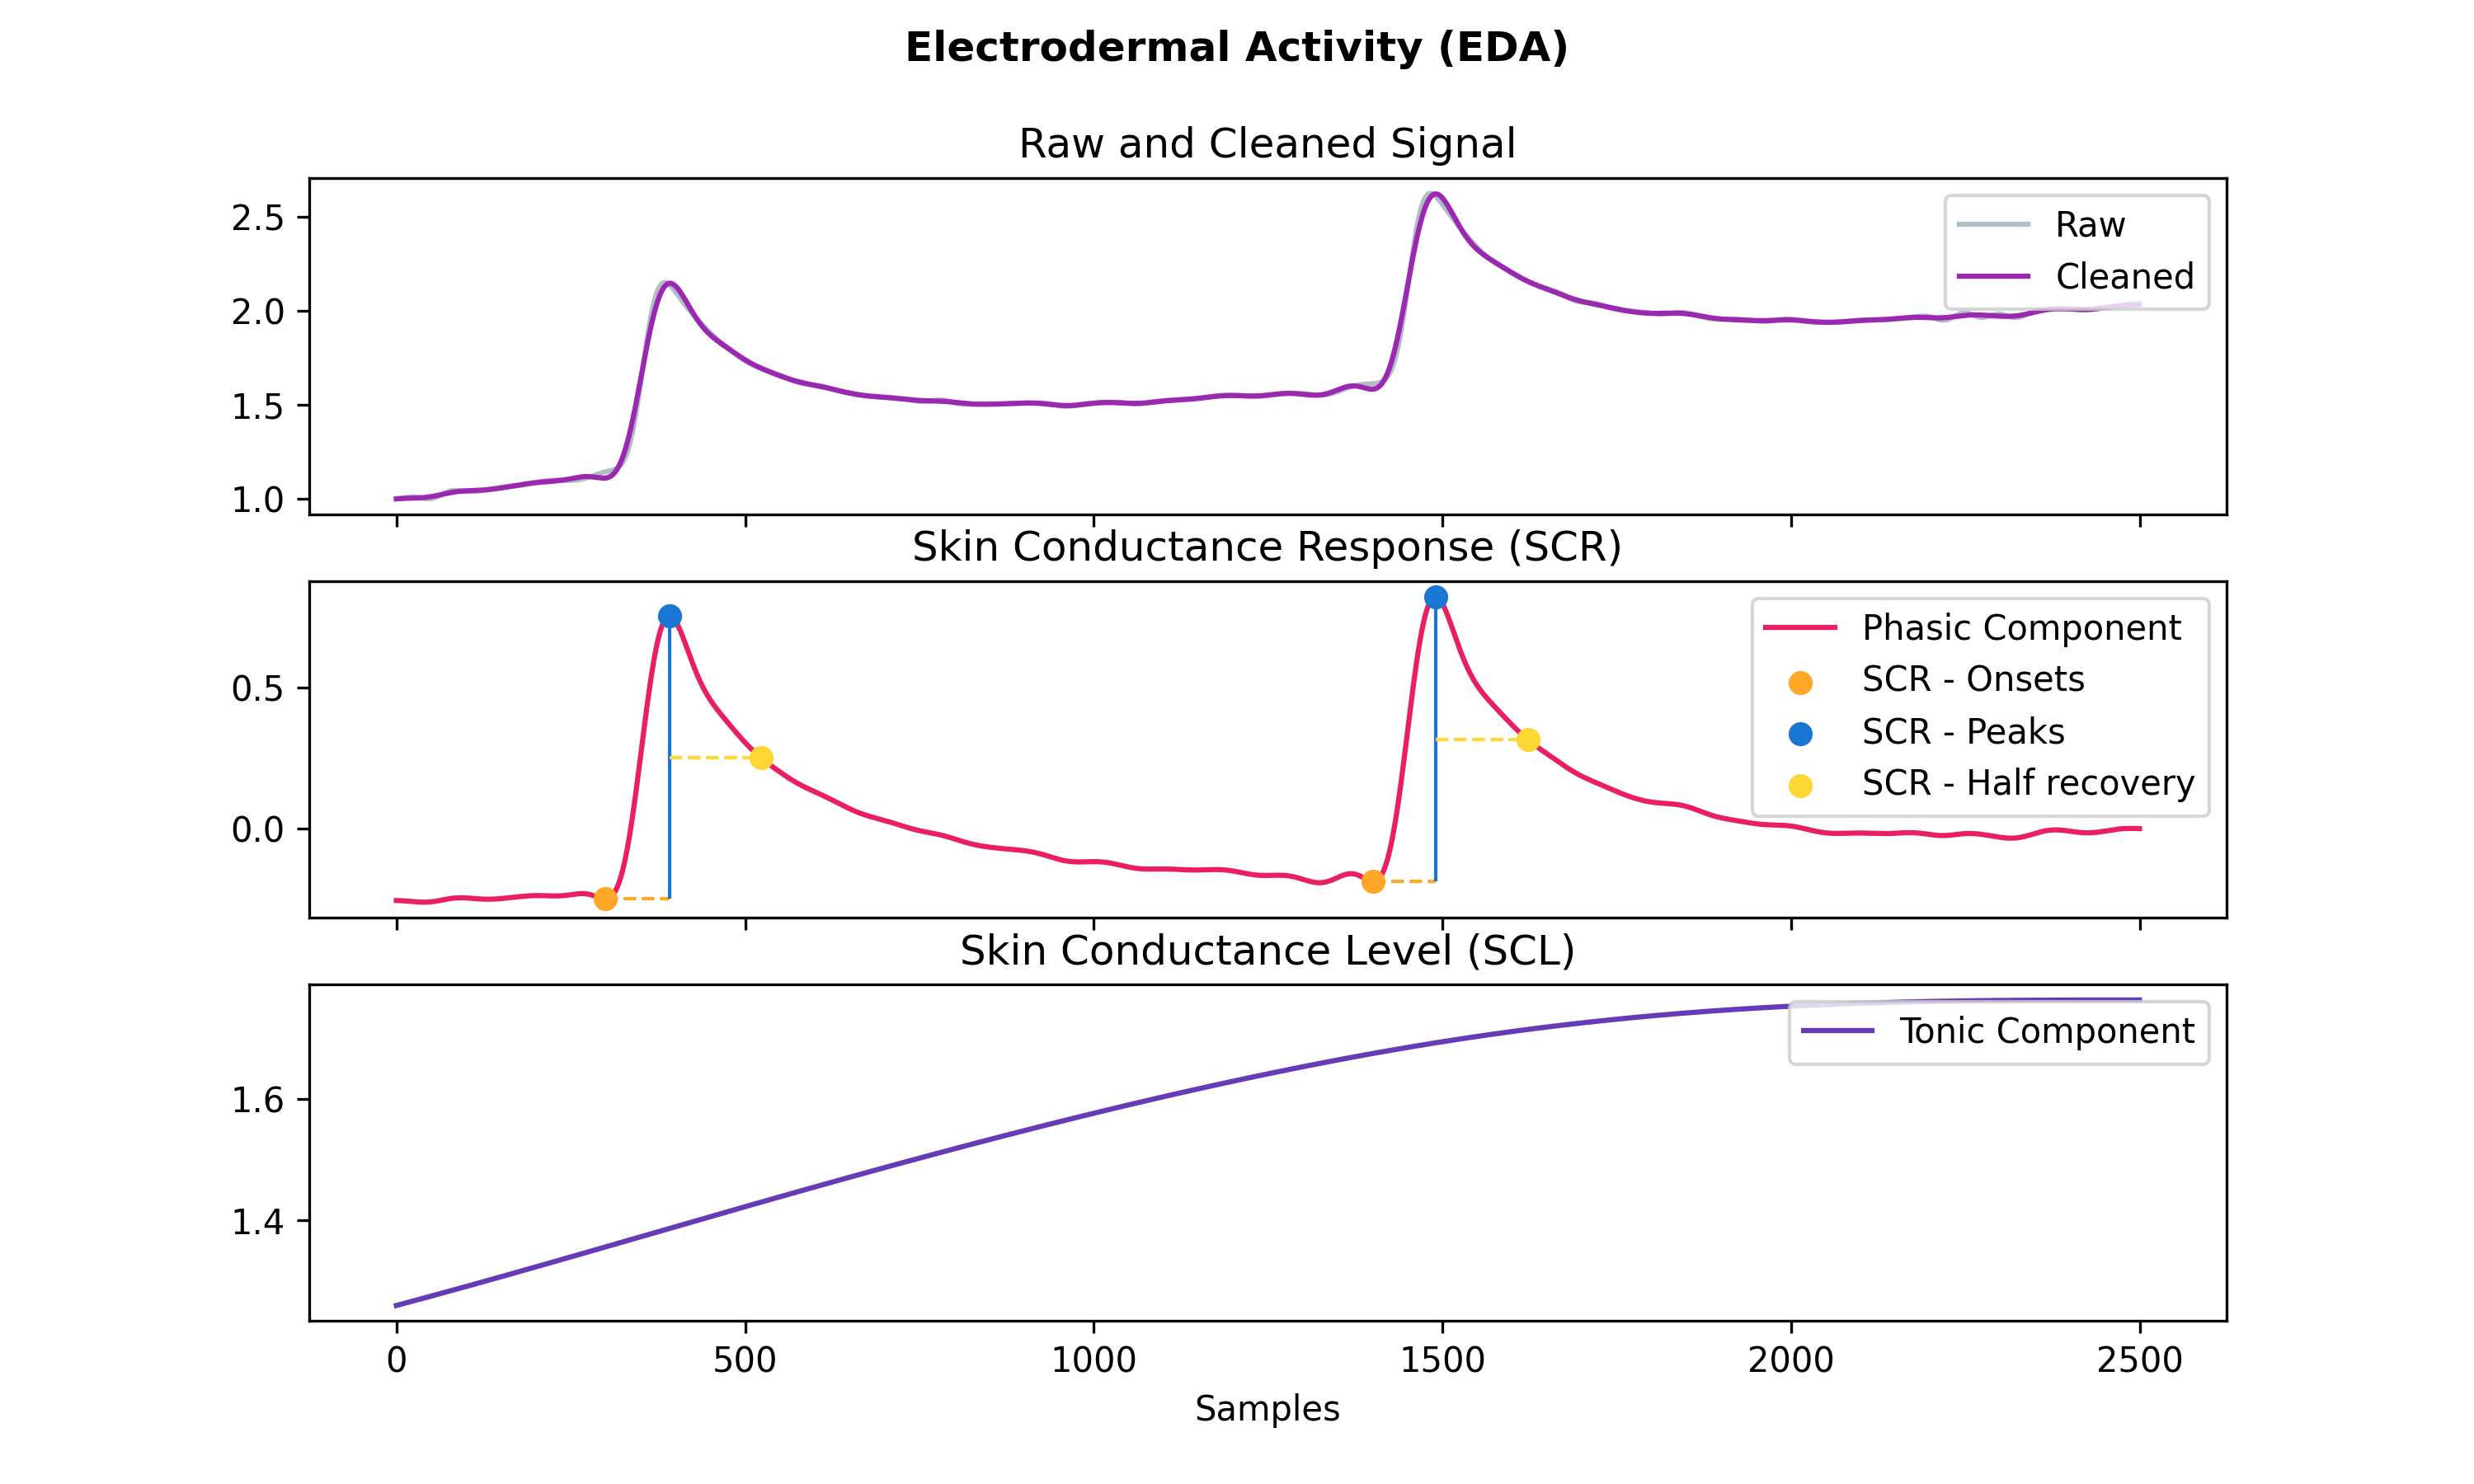 Electrodermal Activity (EDA)
Raw and Cleaned Signal
2.5
2.0
1.5
1.0
Raw
Cleaned
Skin Conductance Response (SCR)
0.5
0.0
Phasic Component
SCR - Onsets
SCR - Peaks
SCR - Half recovery
Skin Conductance Level (SCL)
1.6
1.4
Tonic Component
0 500 1000 1500 2000 2500
Samples